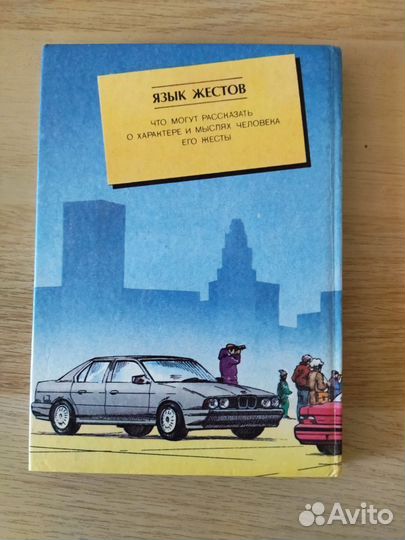 ЯЗЫК ЖЕСТОВ
ЧТО МОГУТ РАССКАЗАТЬ
О ХАРАКТЕРЕ И МЫСЛЯХ ЧЕЛОВЕКА
ЕГО ЖЕСТЫ
Avito